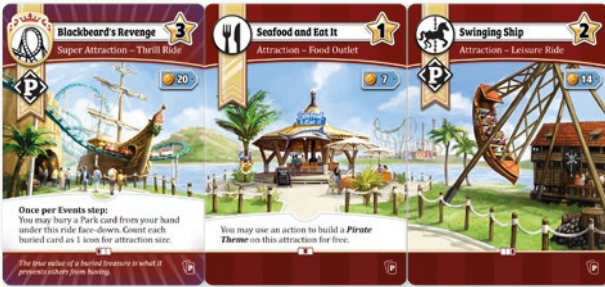 Blackbeard's Revenge 3
Super Attraction – Thrill Ride
P
20
Once per Events step:
You may bury a Park card from your hand
under this ride face-down. Count each
buried card as 1 icon for attraction size.
The true value of a buried treasure is what it
prevents others from having.
P
Seafood and Eat It 1
Attraction – Food Outlet
7
You may use an action to build a Pirate
Theme on this attraction for free.
P
Swinging Ship 2
Attraction – Leisure Ride
P
14
P